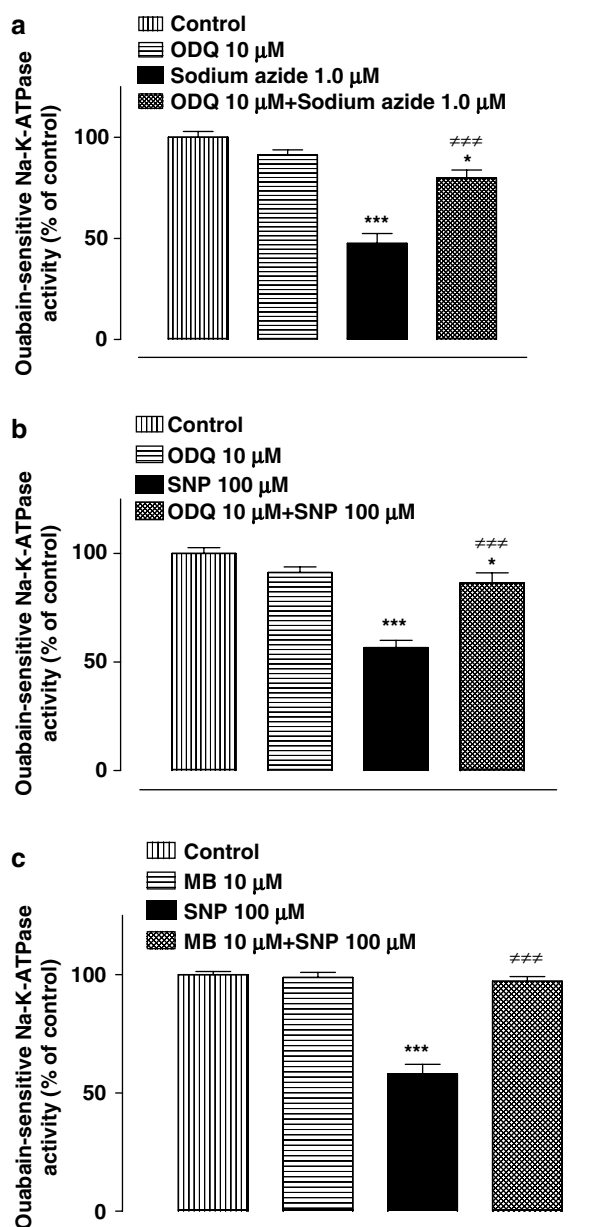 a
Control
ODQ 10 μM
Sodium azide 1.0 μM
ODQ 10 μM+Sodium azide 1.0 μM
Ouabain-sensitive Na-K-ATPase
activity (% of control)
100
50
0
***
≠≠≠
*
b
Control
ODQ 10 μM
SNP 100 μM
ODQ 10 μM+SNP 100 μM
Ouabain-sensitive Na-K-ATPase
activity (% of control)
100
50
0
***
≠≠≠
*
c
Control
MB 10 μM
SNP 100 μM
MB 10 μM+SNP 100 μM
Ouabain-sensitive Na-K-ATPase
activity (% of control)
100
50
0
***
≠≠≠